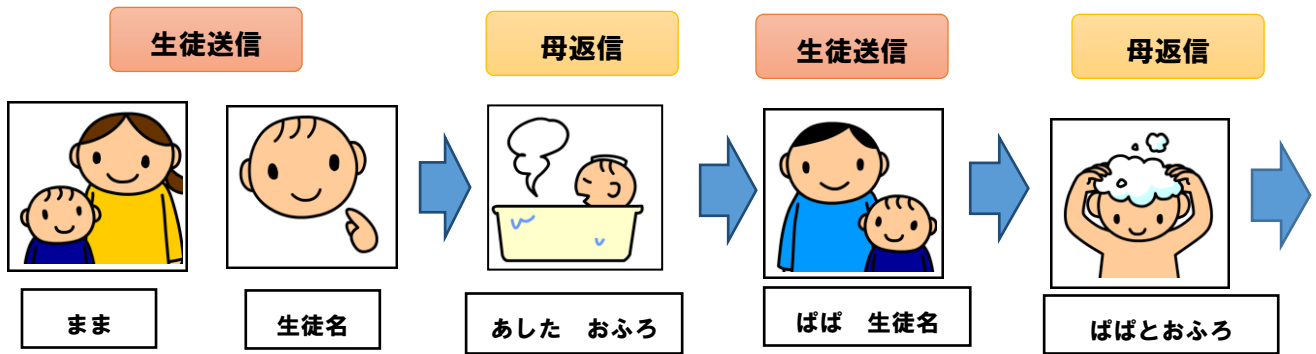 生徒送信
母返信
生徒送信
母返信
まま
生徒名
あした　おふろ
ぱぱ　生徒名
ぱぱとおふろ